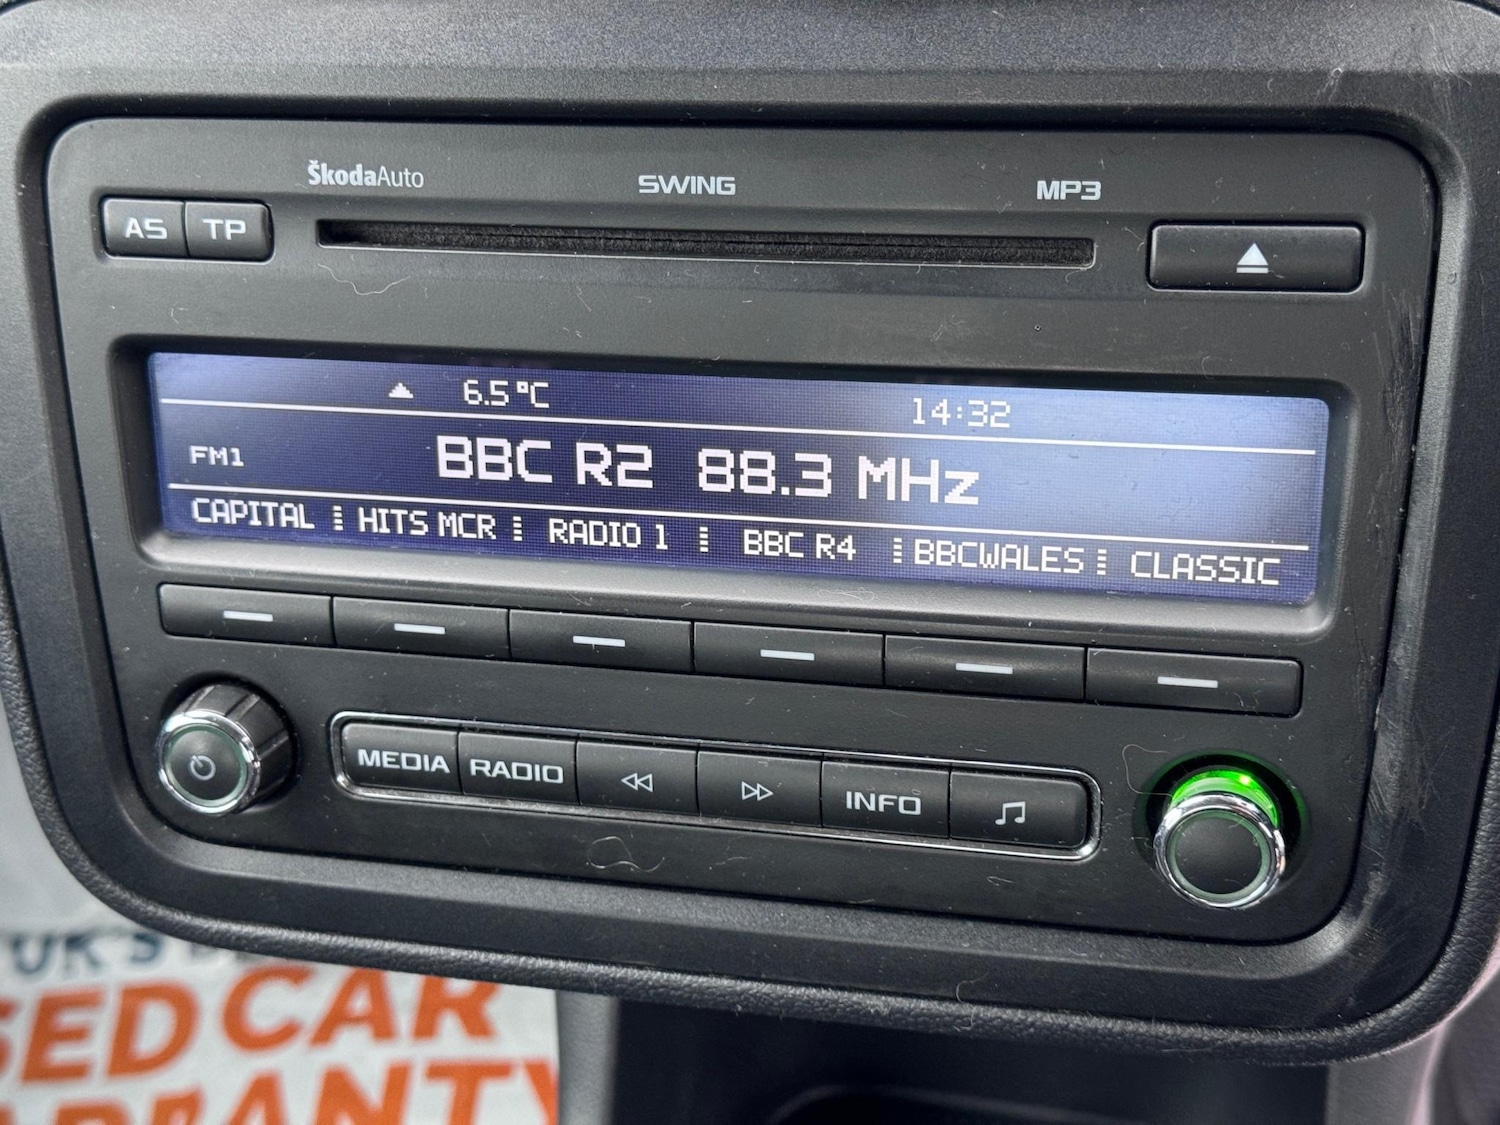 ŠkodaAuto SWING MP3
AS TP
6.5°C 14:32
FM1 BBC R2 88.3 MHz
CAPITAL HITS MCR RADIO 1 BBC R4 BBCWALES CLASSIC
MEDIA RADIO INFO
UK'S
CAR